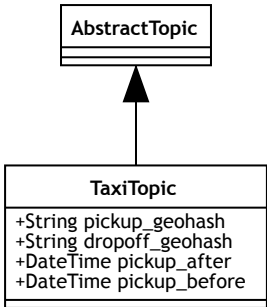 AbstractTopic
TaxiTopic
+String pickup_geohash
+String dropoff_geohash
+DateTime pickup_after
+DateTime pickup_before